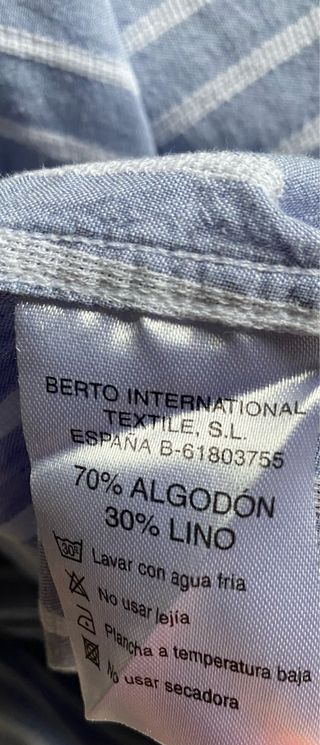 BERTO INTERNATIONAL
TEXTILE, S.L.
ESPAÑA B-61803755
70% ALGODÓN
30% LINO
30° Lavar con agua fria
No usar lejía
Plancha a temperatura baja
No usar secadora